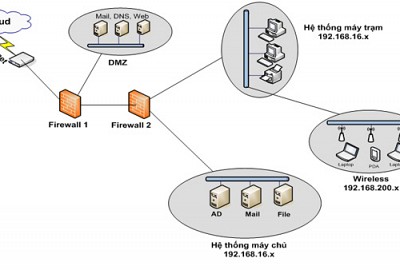 ud
Mail, DNS, Web
DMZ
Firewall 1
Firewall 2
Hệ thống máy trạm
192.168.16.x
Laptop
PDA
Wireless
192.168.200.x
AD
Mail
File
Hệ thống máy chủ
192.168.16.x